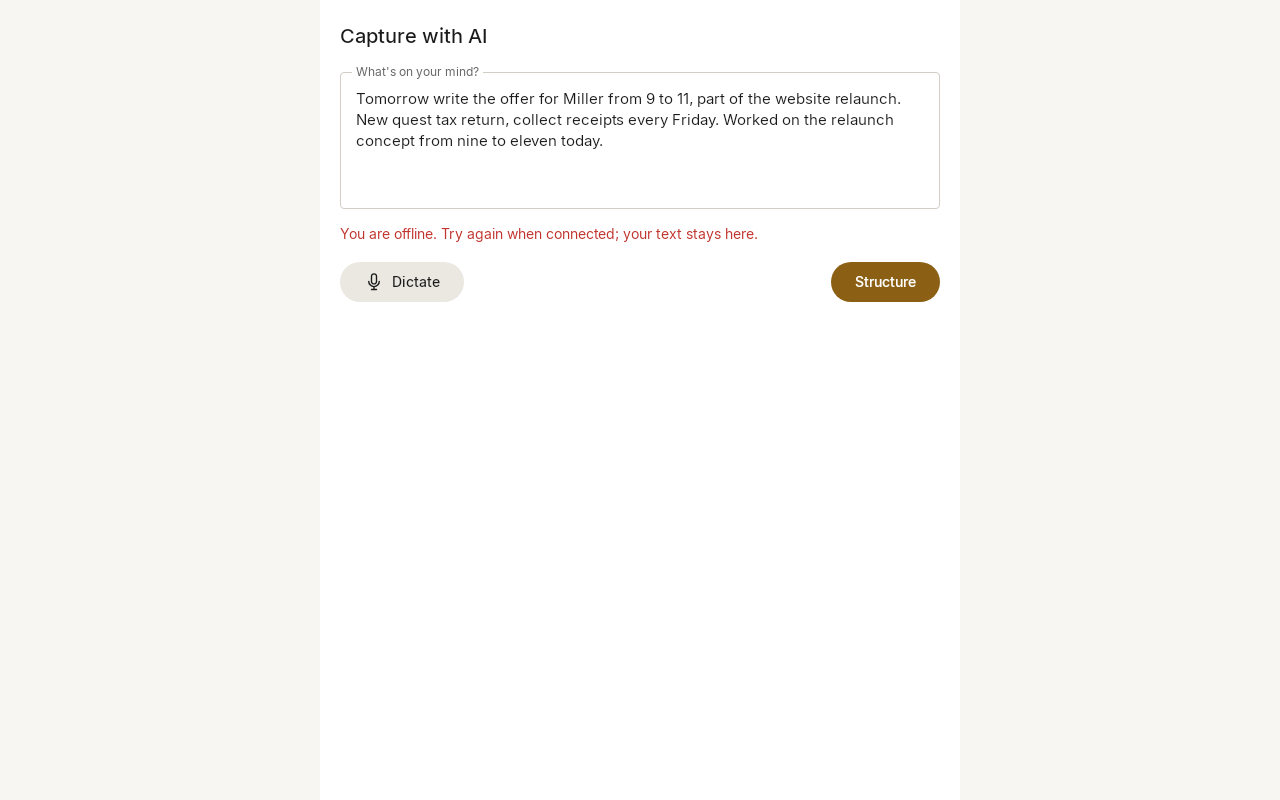 Capture with AI
What's on your mind?
Tomorrow write the offer for Miller from 9 to 11, part of the website relaunch.
New quest tax return, collect receipts every Friday. Worked on the relaunch
concept from nine to eleven today.
You are offline. Try again when connected; your text stays here.
Dictate
Structure